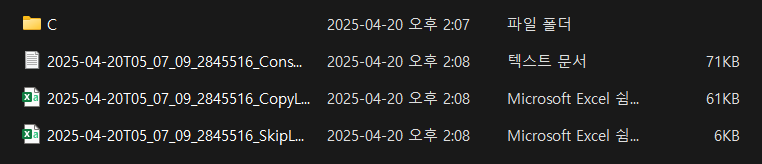 C 2025-04-20 오후 2:07 파일 폴더
2025-04-20T05_07_09_2845516_Cons... 2025-04-20 오후 2:08 텍스트 문서 71KB
2025-04-20T05_07_09_2845516_CopyL... 2025-04-20 오후 2:08 Microsoft Excel 쉼... 61KB
2025-04-20T05_07_09_2845516_SkipL... 2025-04-20 오후 2:08 Microsoft Excel 쉼... 6KB